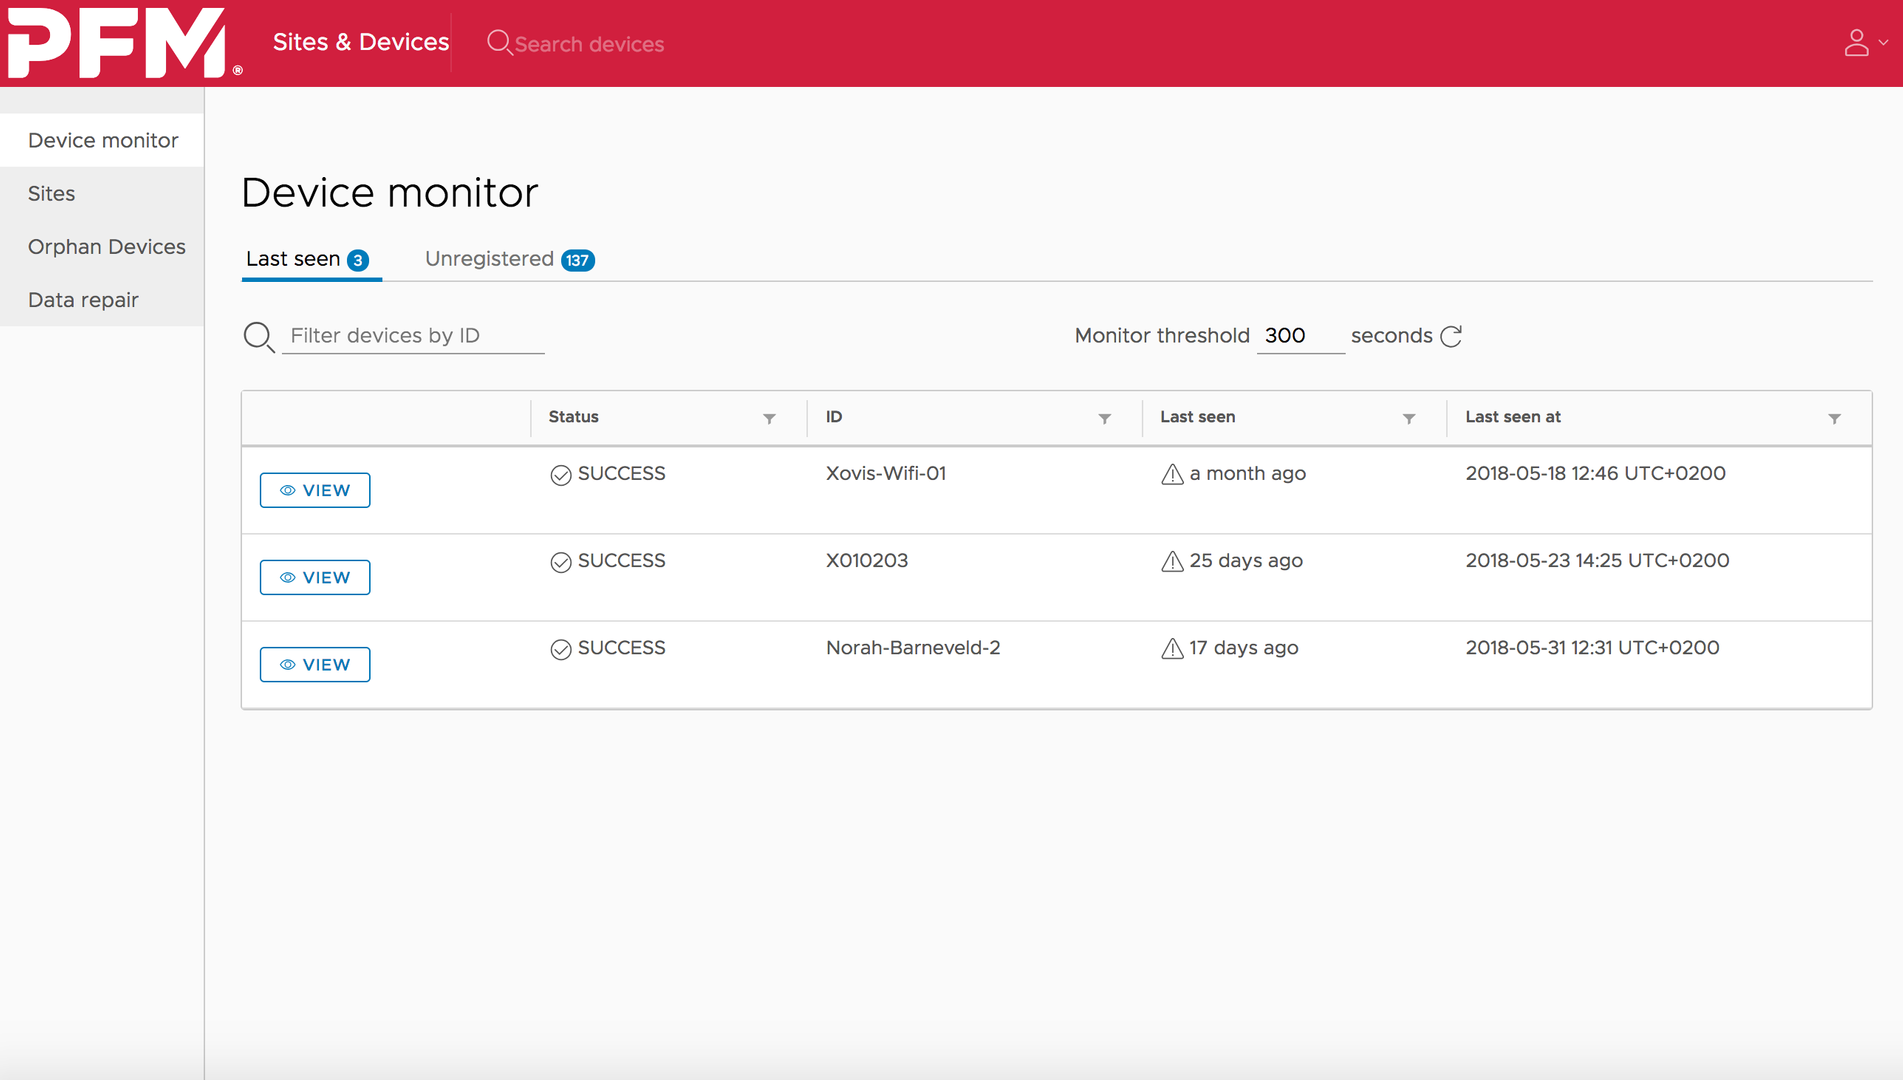 PFM®
Sites & Devices
Search devices
Device monitor
Sites
Orphan Devices
Data repair
Device monitor
Last seen 3
Unregistered 137
Filter devices by ID
Monitor threshold 300 seconds
Status ID Last seen Last seen at
VIEW SUCCESS Xovis-Wifi-01 a month ago 2018-05-18 12:46 UTC+0200
VIEW SUCCESS X010203 25 days ago 2018-05-23 14:25 UTC+0200
VIEW SUCCESS Norah-Barneveld-2 17 days ago 2018-05-31 12:31 UTC+0200